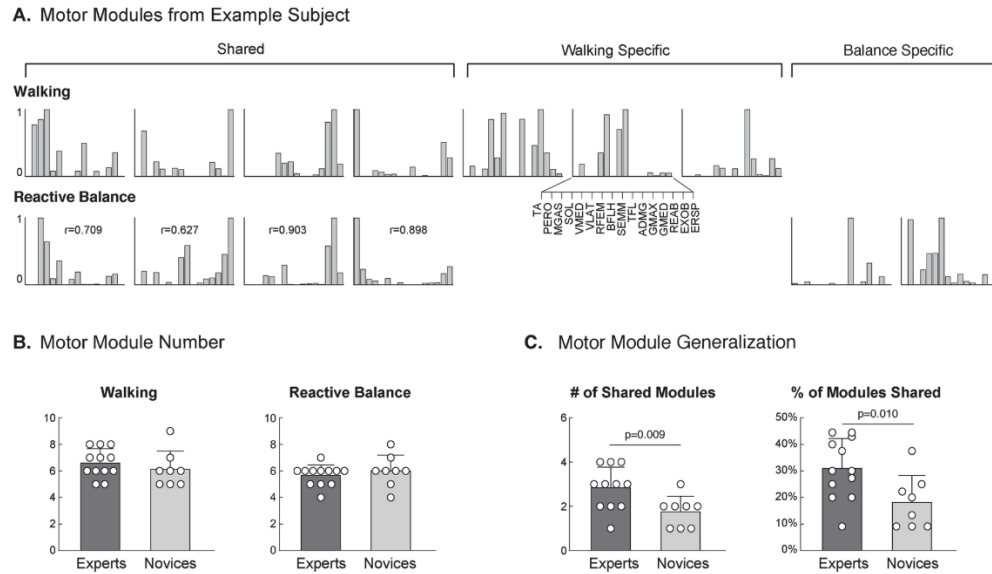 A. Motor Modules from Example Subject
Shared
Walking Specific
Balance Specific
Walking
1
0
TA
PERO
MGAS
SOL
VMED
VLAT
RFEM
BFLH
SEMM
TFL
ADMG
GMAX
GMED
REAB
EXOB
ERSP
Reactive Balance
1
0
r=0.709
r=0.627
r=0.903
r=0.898
B. Motor Module Number
Walking
10
8
6
4
2
0
Experts Novices
Reactive Balance
10
8
6
4
2
0
Experts Novices
C. Motor Module Generalization
# of Shared Modules
6
4
2
0
p=0.009
Experts Novices
% of Modules Shared
50%
40%
30%
20%
10%
0%
p=0.010
Experts Novices